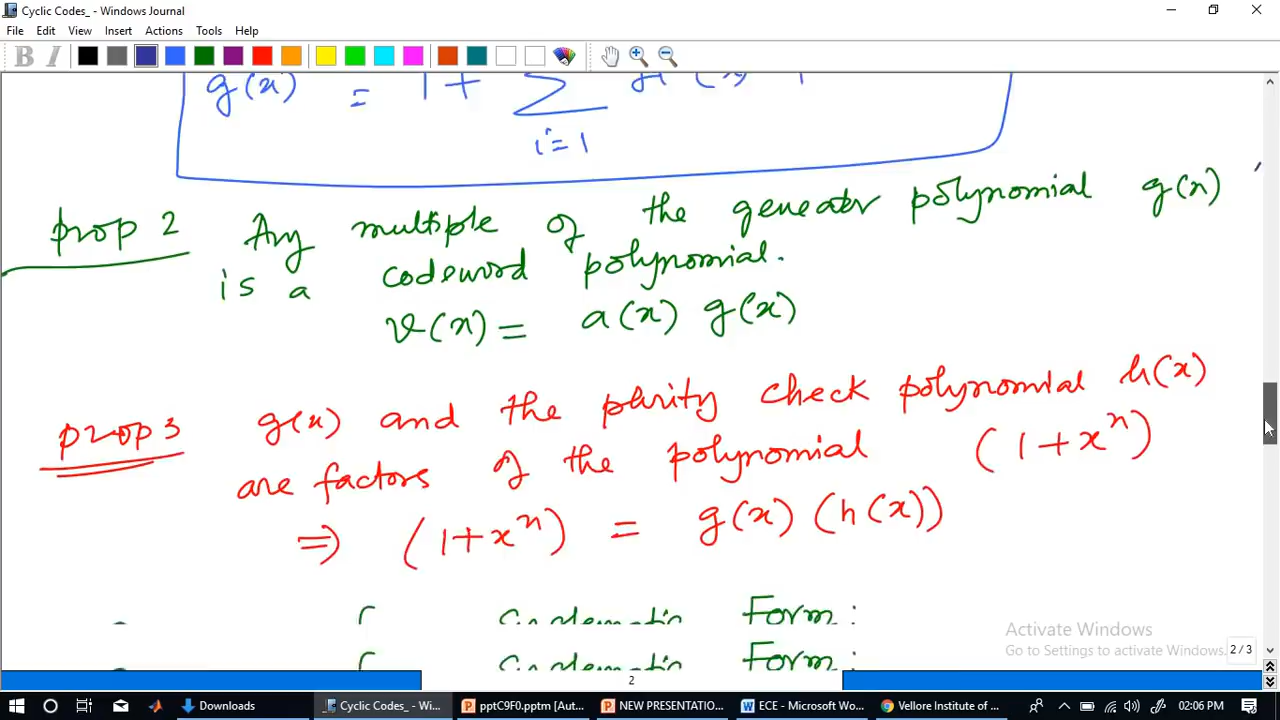 Cyclic Codes_ - Windows Journal
File Edit View Insert Actions Tools Help
B I
g(x) = 1 +
i=1
prop 2 Any multiple of the geneator polynomial g(x)
is a codeword polynomial.
v(x) = a(x) g(x)
prop 3 g(x) and the parity check polynomial h(x)
are factors of the polynomial (1+x^n)
⇒ (1+x^n) = g(x) (h(x))
Form:
Form:
Activate Windows
Go to Settings to activate Windows.
2/3
2
Downloads
Cyclic Codes_ - Wi...
pptC9F0.pptm [Aut...
NEW PRESENTATIO...
ECE - Microsoft Wo...
Vellore Institute of ...
02:06 PM